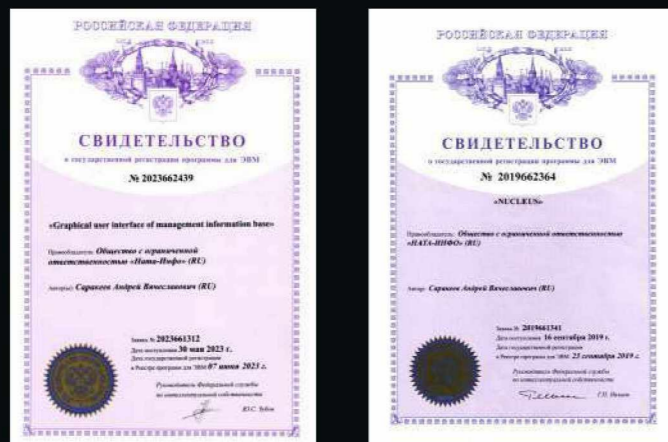 РОССИЙСКАЯ ФЕДЕРАЦИЯ
СВИДЕТЕЛЬСТВО
о государственной регистрации программы для ЭВМ
№ 2023662439
«Graphical user interface of management information base»
Правообладатель: Общество с ограниченной
ответственностью «Ната-Инфо» (RU)
Автор(ы): Саракеев Андрей Вячеславович (RU)
Заявка № 2023661312
Дата поступления 30 мая 2023 г.
Дата государственной регистрации
в Реестре программ для ЭВМ 07 июня 2023 г.
Руководитель Федеральной службы
по интеллектуальной собственности
Ю.С. Зубов
РОССИЙСКАЯ ФЕДЕРАЦИЯ
СВИДЕТЕЛЬСТВО
о государственной регистрации программы для ЭВМ
№ 2019662364
«NUCLEUS»
Правообладатель: Общество с ограниченной ответственностью
«НАТА-ИНФО» (RU)
Автор: Саракеев Андрей Вячеславович (RU)
Заявка № 2019661341
Дата поступления 16 сентября 2019 г.
Дата государственной регистрации
в Реестре программ для ЭВМ 23 сентября 2019 г.
Руководитель Федеральной службы
по интеллектуальной собственности
Г.П. Ивлиев